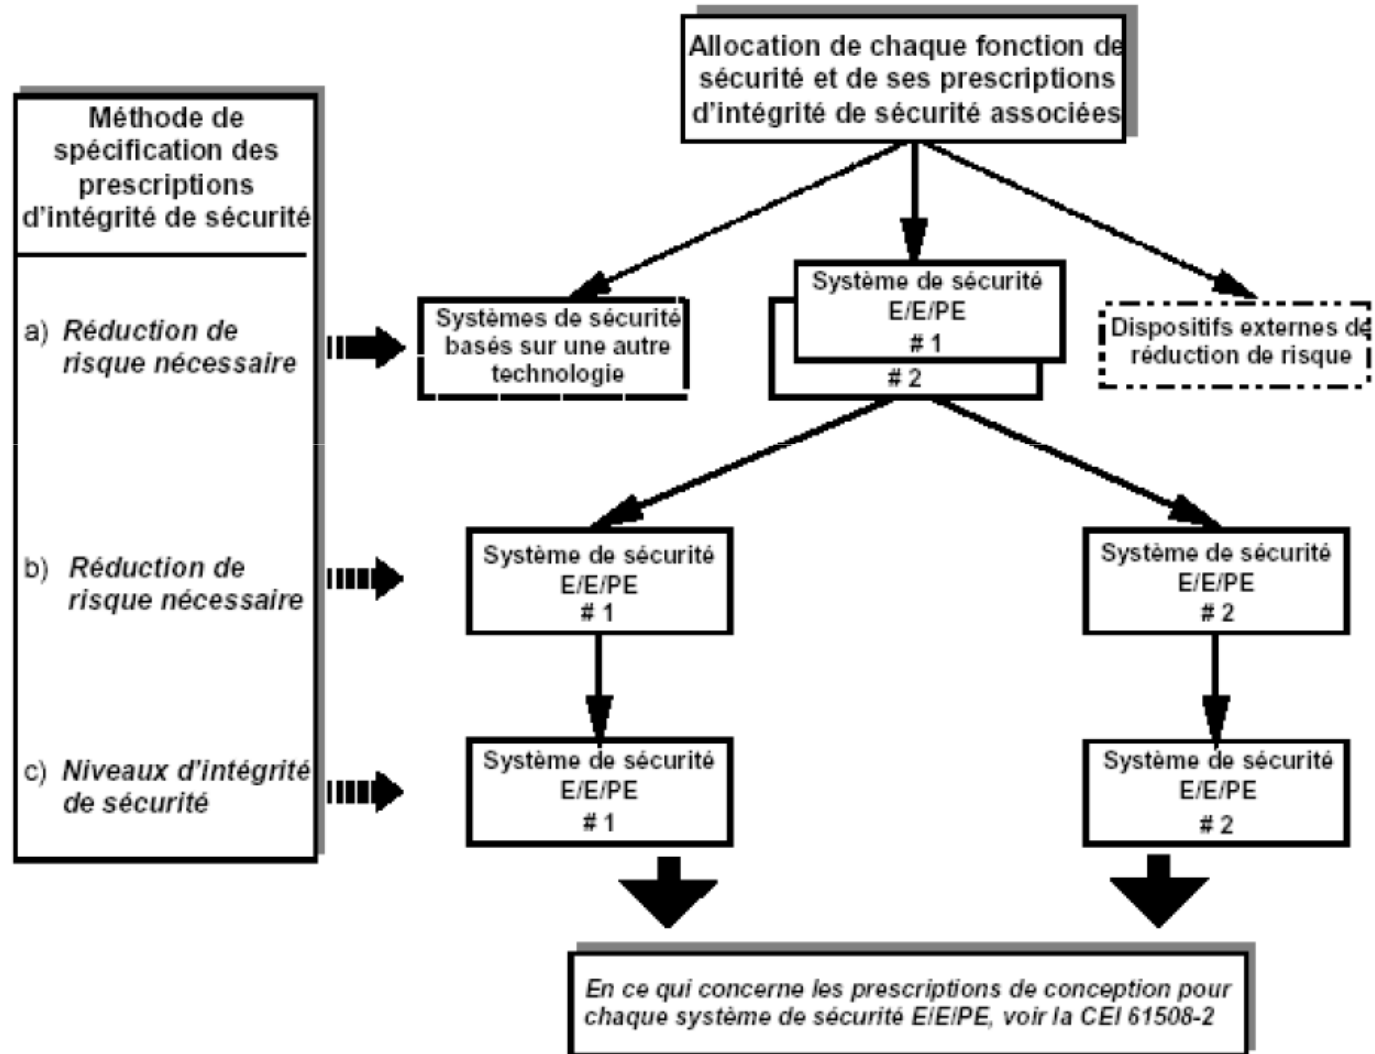 Allocation de chaque fonction de
sécurité et de ses prescriptions
d'intégrité de sécurité associées
Méthode de
spécification des
prescriptions
d'intégrité de sécurité
a) Réduction de
risque nécessaire
Systèmes de sécurité
basés sur une autre
technologie
Système de sécurité
E/E/PE
# 1
# 2
Dispositifs externes de
réduction de risque
b) Réduction de
risque nécessaire
Système de sécurité
E/E/PE
# 1
Système de sécurité
E/E/PE
# 2
c) Niveaux d'intégrité
de sécurité
Système de sécurité
E/E/PE
# 1
Système de sécurité
E/E/PE
# 2
En ce qui concerne les prescriptions de conception pour
chaque système de sécurité E/E/PE, voir la CEI 61508-2